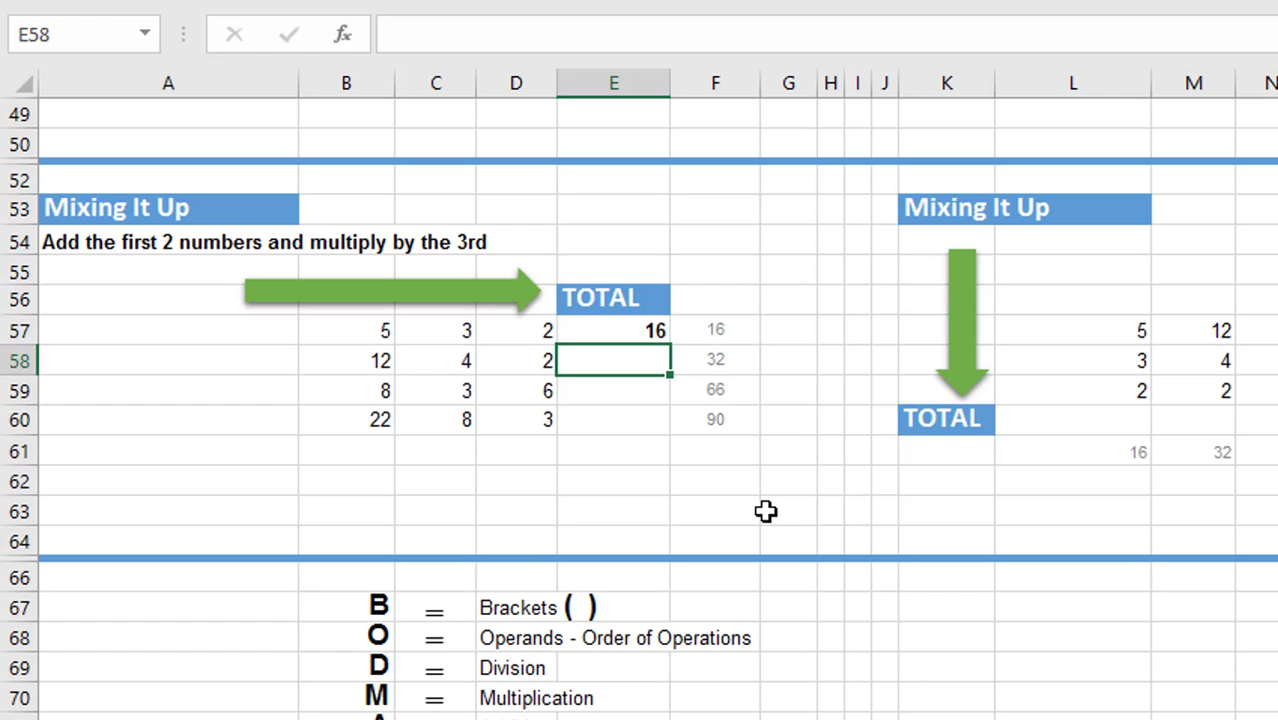 E58 fx
A B C D E F G H I J K L M N
49
50
52
53 Mixing It Up Mixing It Up
54 Add the first 2 numbers and multiply by the 3rd
55
56 TOTAL
57 5 3 2 16 16 5 12
58 12 4 2 32 3 4
59 8 3 6 66 2 2
60 22 8 3 90 TOTAL
61 16 32
62
63
64
66
67 B = Brackets ( )
68 O = Operands - Order of Operations
69 D = Division
70 M = Multiplication